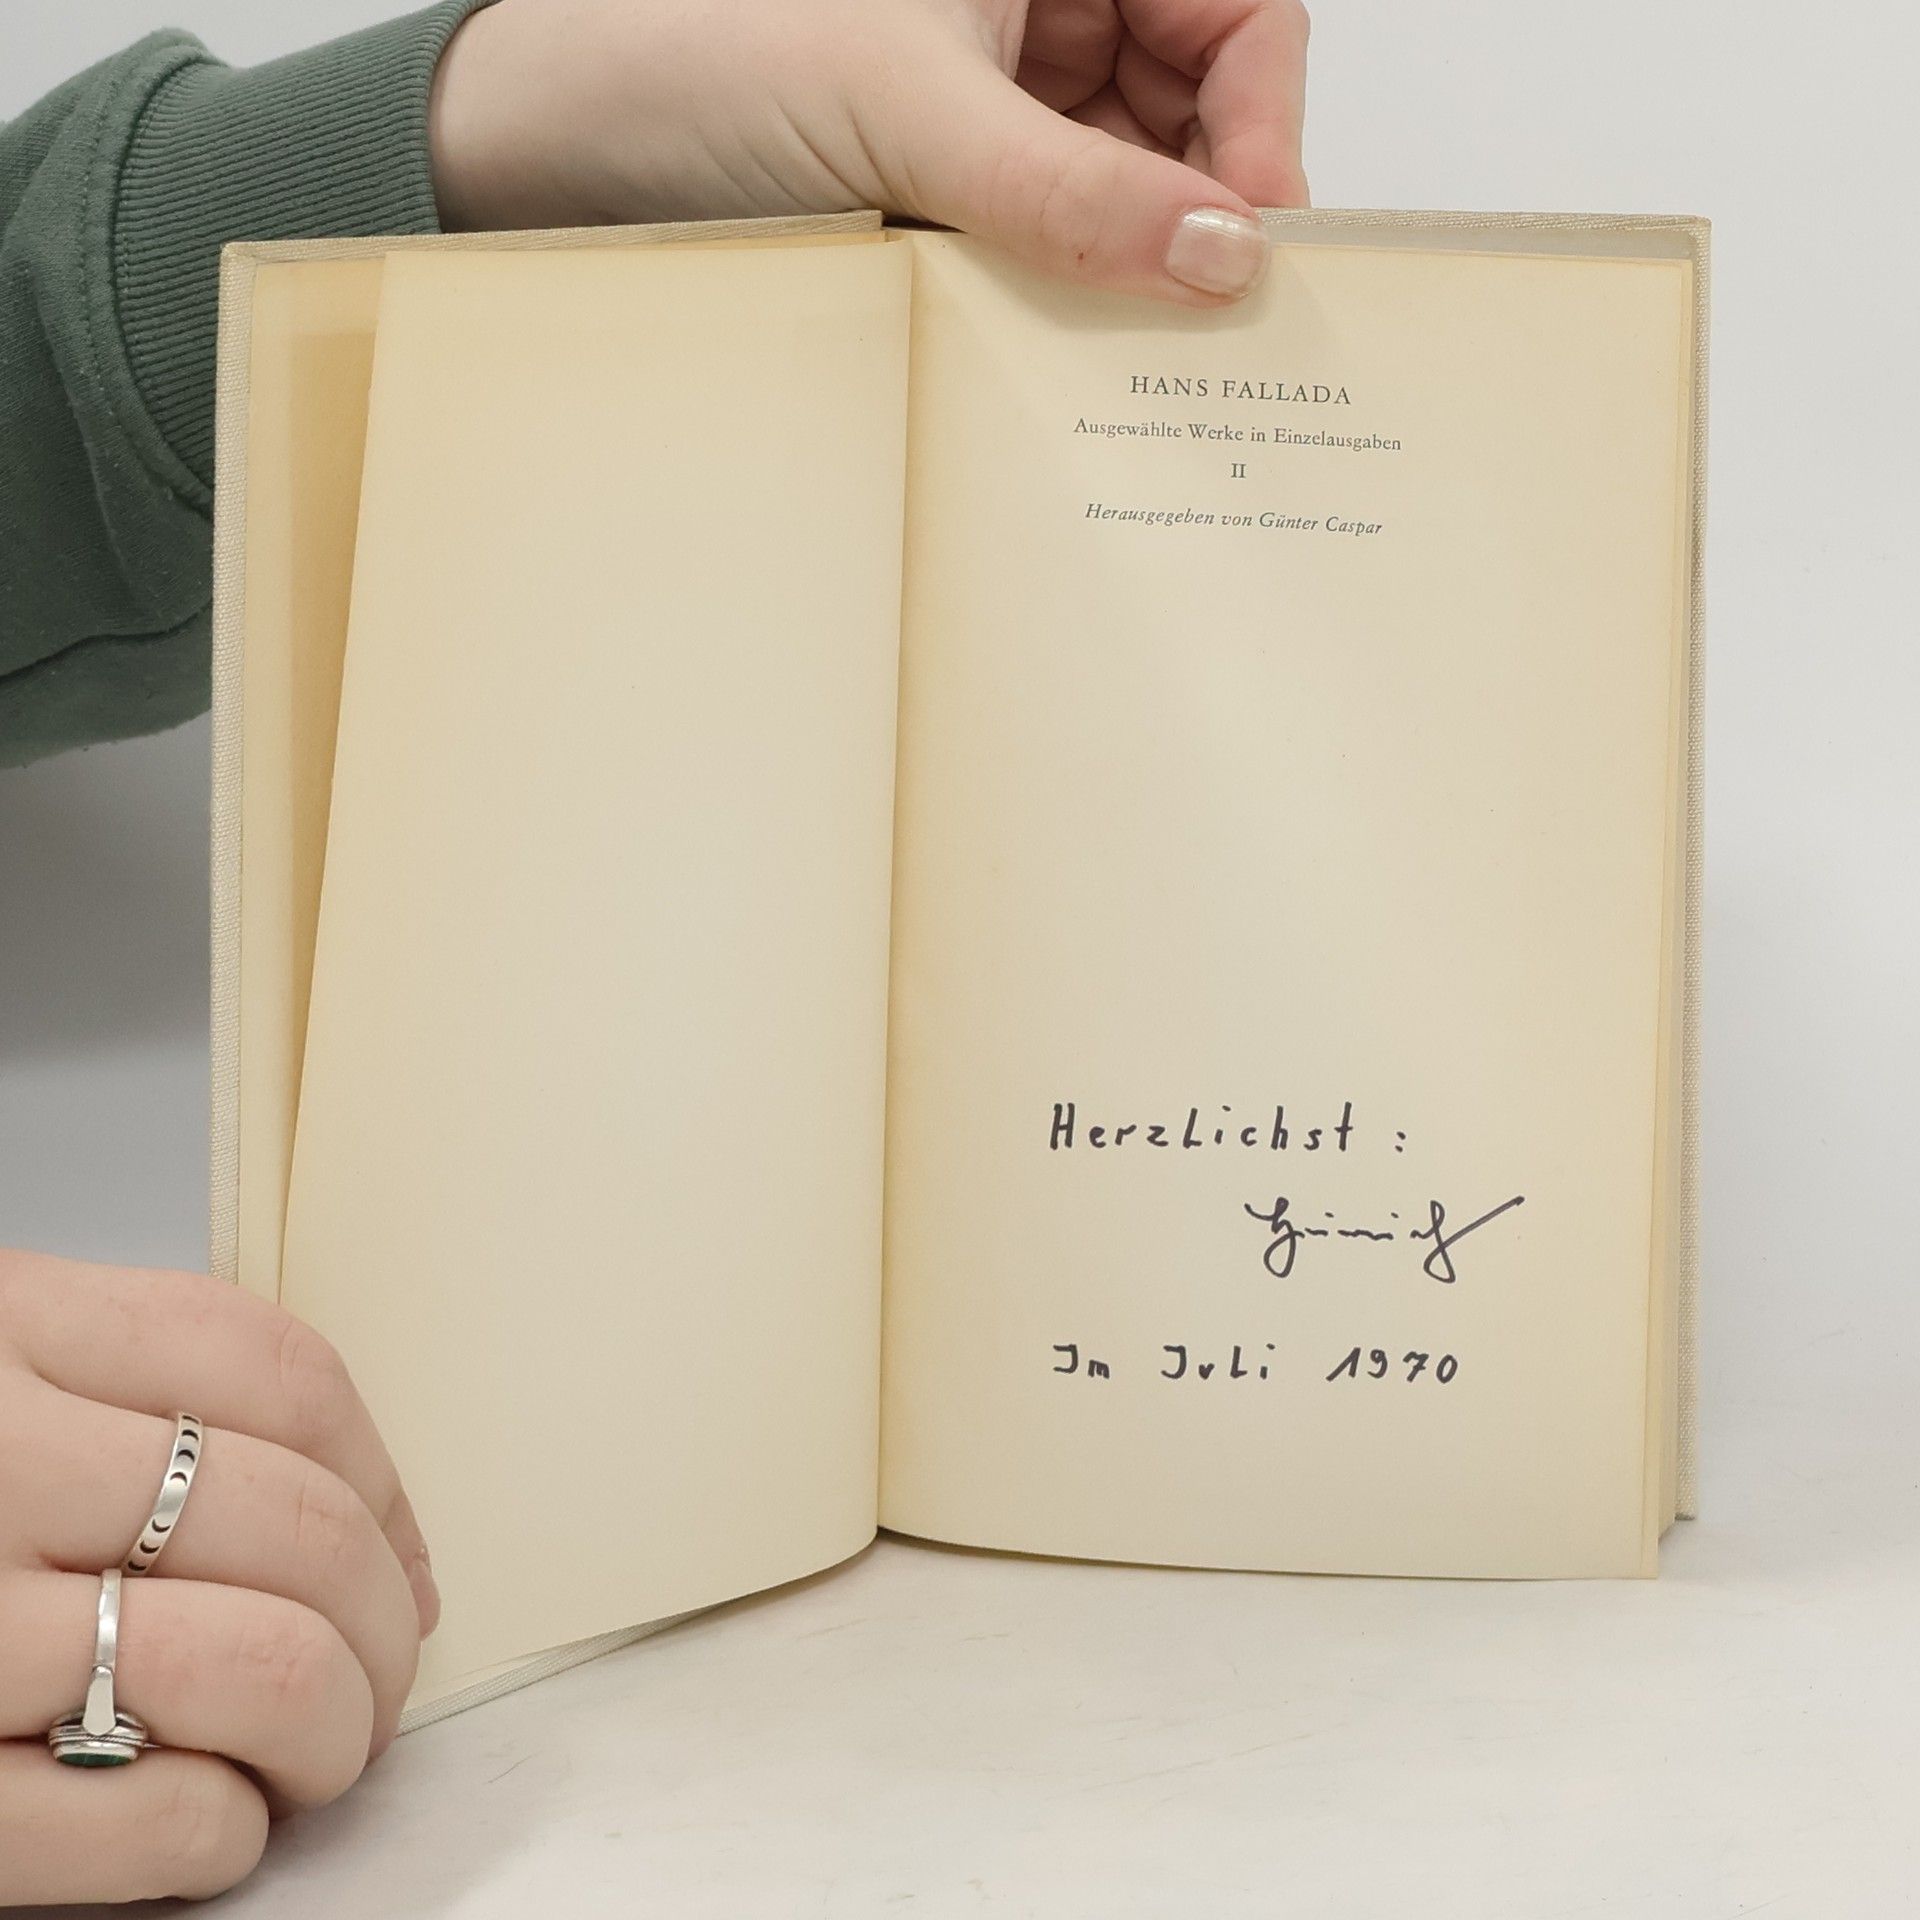 HANS FALLADA
Ausgewählte Werke in Einzelausgaben
II
Herausgegeben von Günter Caspar
Herzlichst :
Im Juli 1970